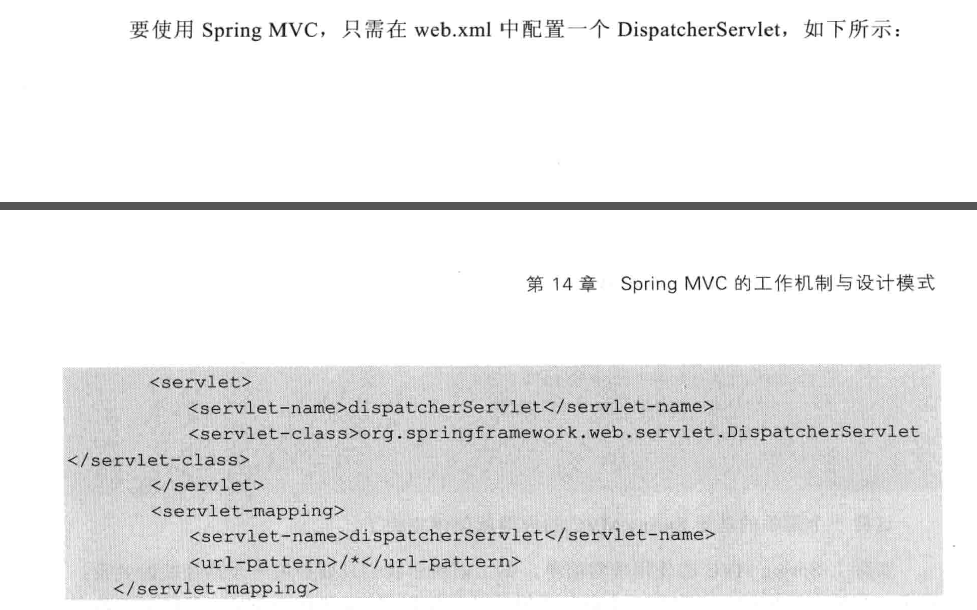 要使用 Spring MVC，只需在 web.xml 中配置一个 DispatcherServlet，如下所示：
第 14 章 Spring MVC 的工作机制与设计模式
<servlet>
<servlet-name>dispatcherServlet</servlet-name>
<servlet-class>org.springframework.web.servlet.DispatcherServlet
</servlet-class>
</servlet>
<servlet-mapping>
<servlet-name>dispatcherServlet</servlet-name>
<url-pattern>/*</url-pattern>
</servlet-mapping>